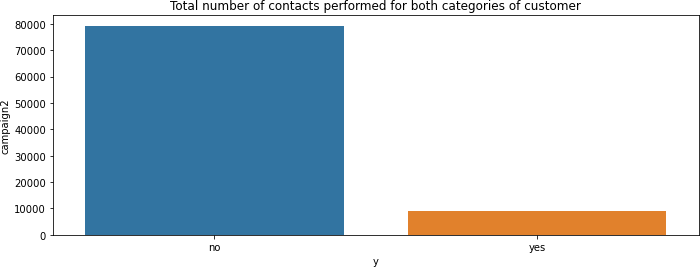 Total number of contacts performed for both categories of customer
80000
70000
60000
50000
40000
30000
20000
10000
0
campaign2
no
yes
y